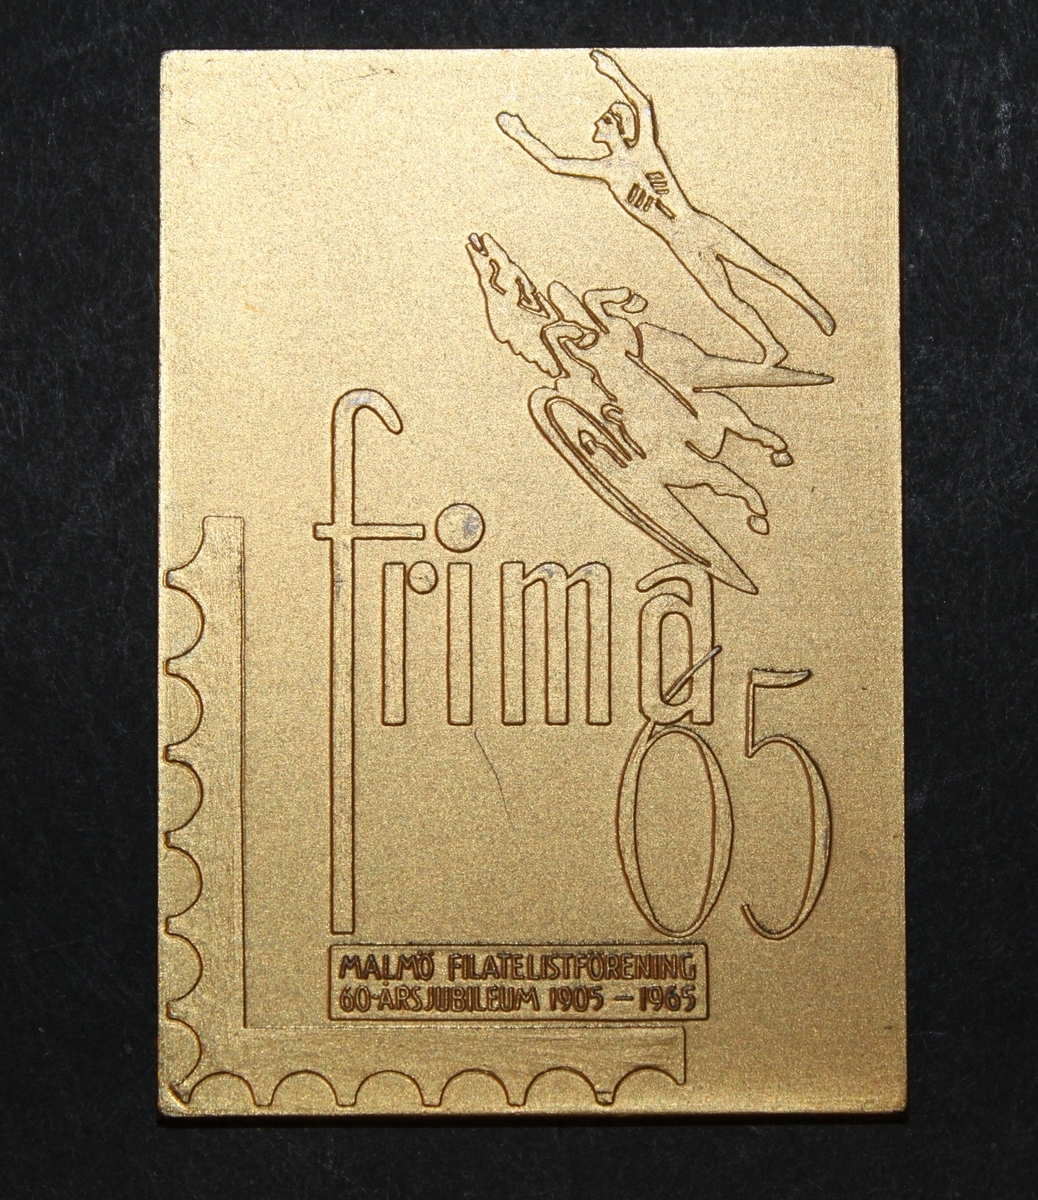 frima
65
MALMÖ FILATELISTFÖRENING
60-ÅRSJUBILEUM 1905 – 1965